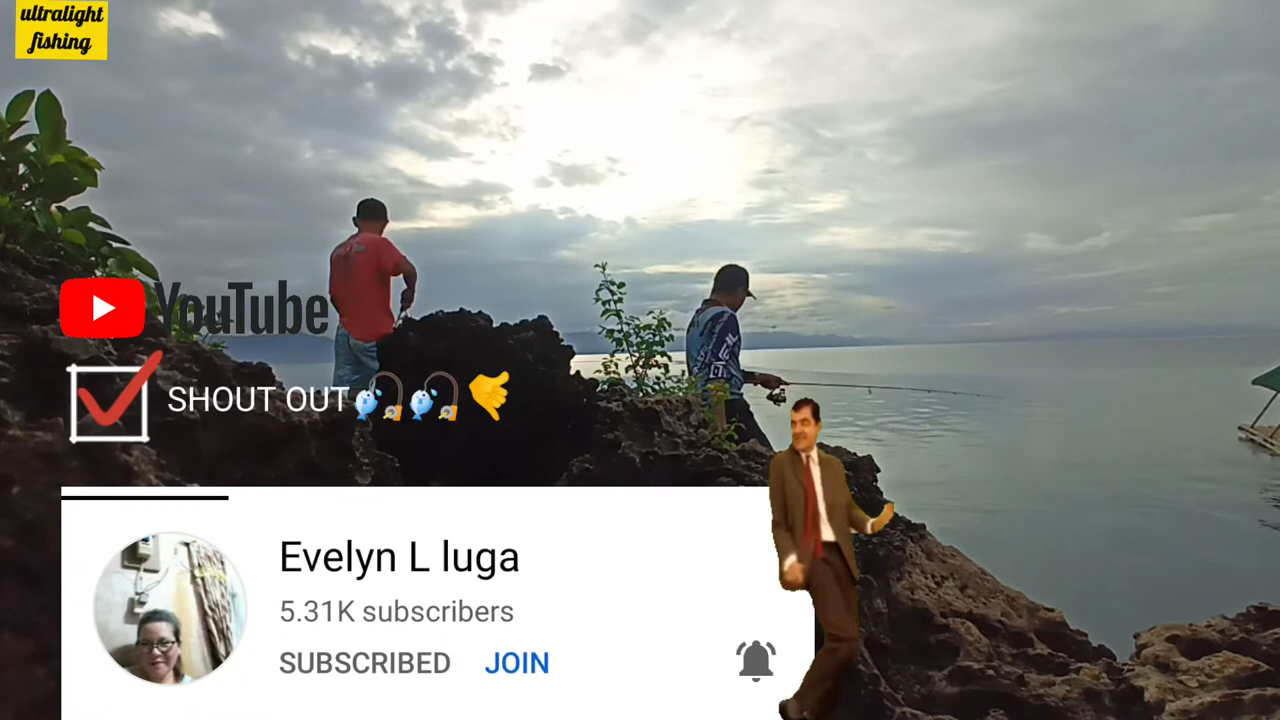 ultralight
fishing
YouTube
SHOUT OUT
Evelyn L luga
5.31K subscribers
SUBSCRIBED JOIN